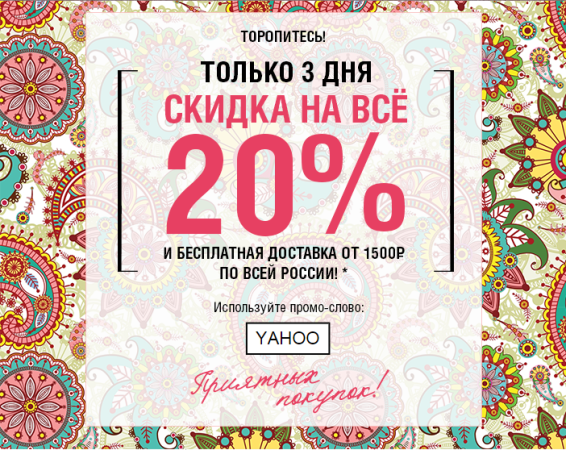 ТОРОПИТЕСЬ!
ТОЛЬКО 3 ДНЯ
СКИДКА НА ВСЁ
20%
И БЕСПЛАТНАЯ ДОСТАВКА ОТ 1500₽
ПО ВСЕЙ РОССИИ! *
Используйте промо-слово:
YAHOO
Приятных
покупок!